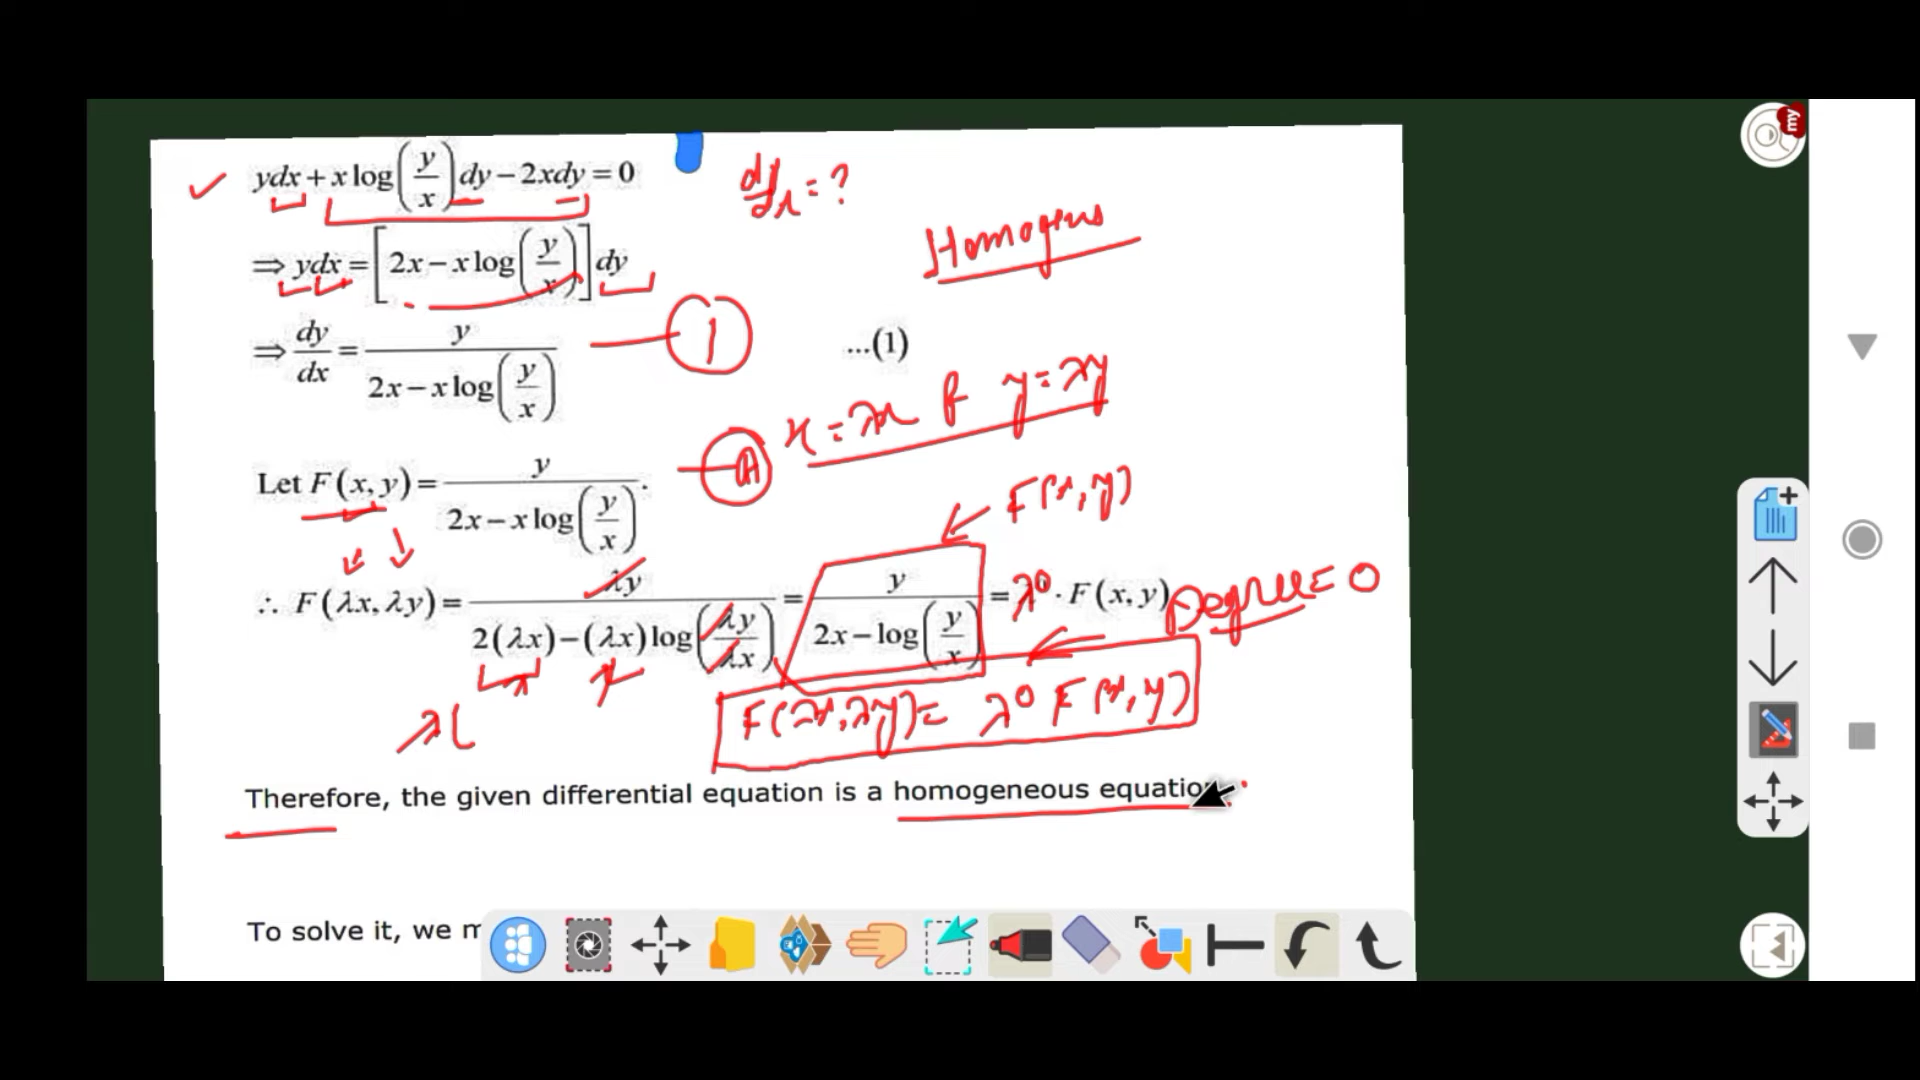 ydx + x log(y/x) dy − 2xdy = 0
dy/dx = ?
Homogenus
⇒ ydx = [2x − x log(y/x)] dy
⇒ dy/dx = y / (2x − x log(y/x)) 1 ...(1)
x = λx & y = λy
Let F(x, y) = y / (2x − x log(y/x)). A
F(x, y)
∴ F(λx, λy) = λy / (2(λx) − (λx) log(λy/λx)) = y / (2x − log(y/x)) = λ⁰ · F(x, y) Degree = 0
F(λx, λy) = λ⁰ F(x, y)
Therefore, the given differential equation is a homogeneous equation.
To solve it, we m
my